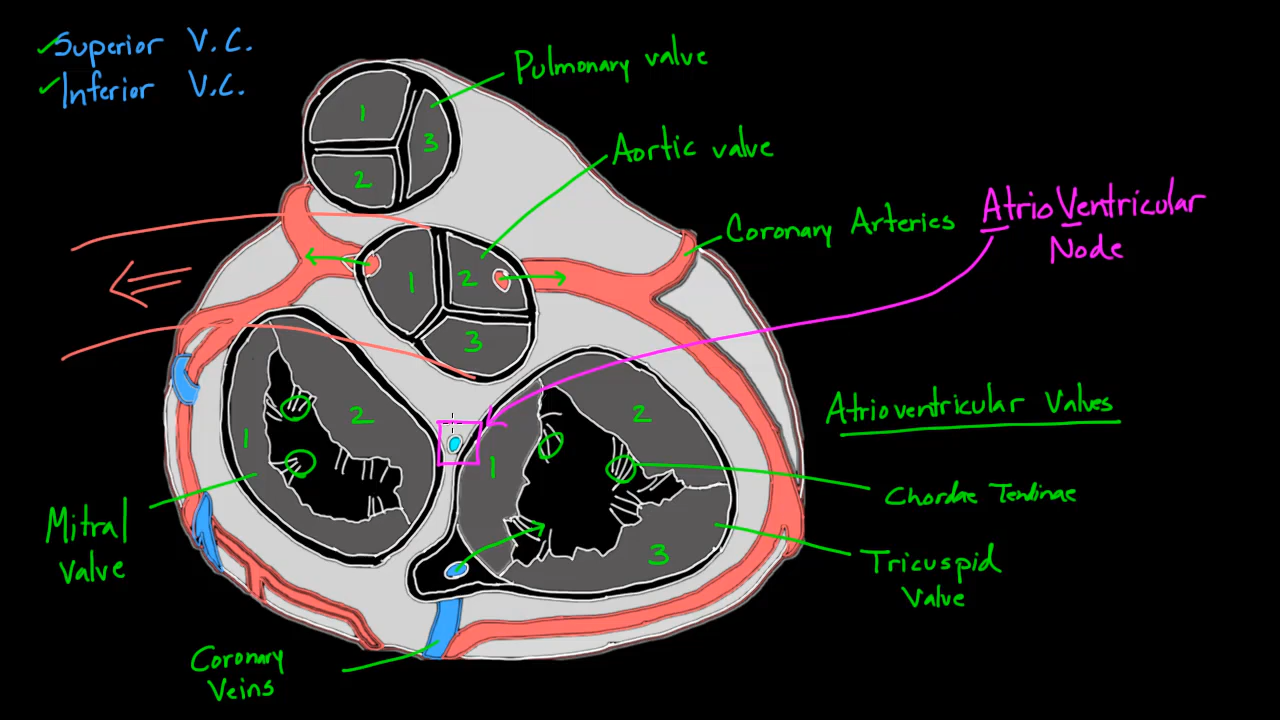 ✓Superior V.C.
✓Inferior V.C.
Pulmonary valve
Aortic valve
Coronary Arteries
AtrioVentricular
Node
1
3
2
1
2
3
1
2
1
2
3
Atrioventricular Valves
Chordae Tendinae
Tricuspid
Valve
Mitral
Valve
Coronary
Veins